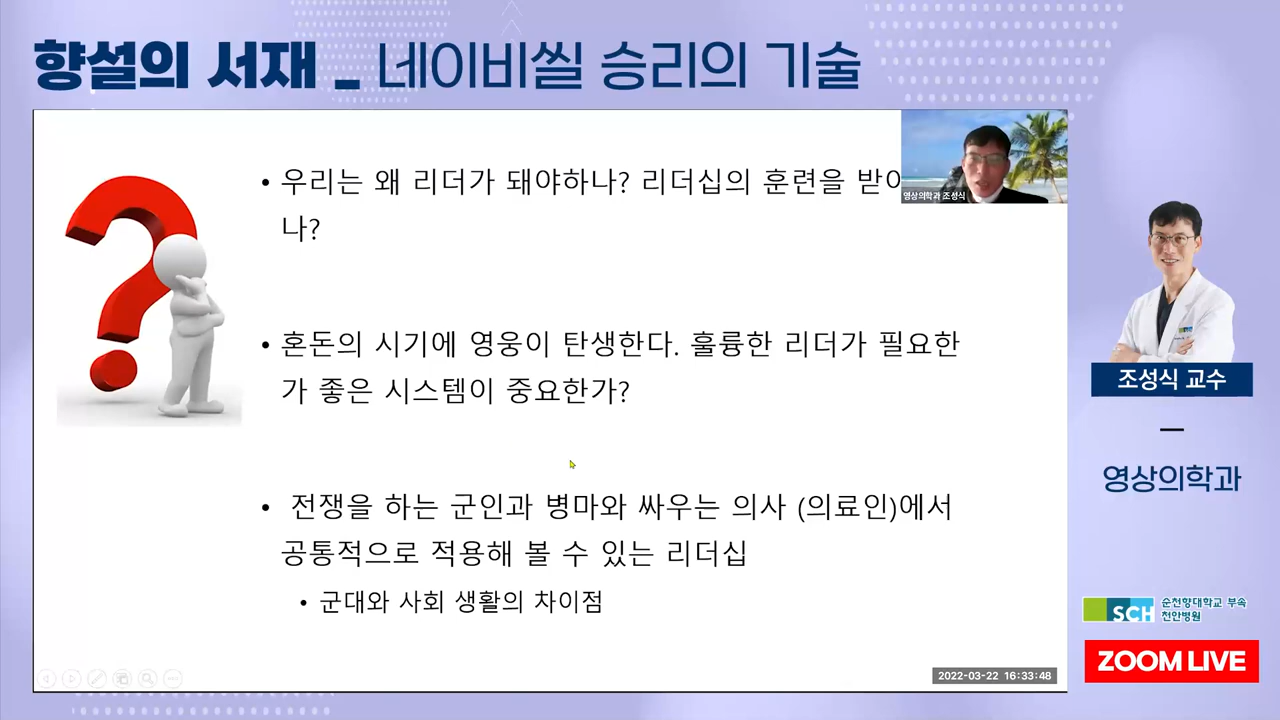 향설의 서재 _ 네이비씰 승리의 기술
• 우리는 왜 리더가 돼야하나? 리더십의 훈련을
나?
영상의학과 조성식
• 혼돈의 시기에 영웅이 탄생한다. 훌륭한 리더가 필요한
가 좋은 시스템이 중요한가?
• 전쟁을 하는 군인과 병마와 싸우는 의사 (의료인)에서
공통적으로 적용해 볼 수 있는 리더십
• 군대와 사회 생활의 차이점
2022-03-22 16:33:48
조성식 교수
영상의학과
SCH 순천향대학교 부속
천안병원
ZOOM LIVE